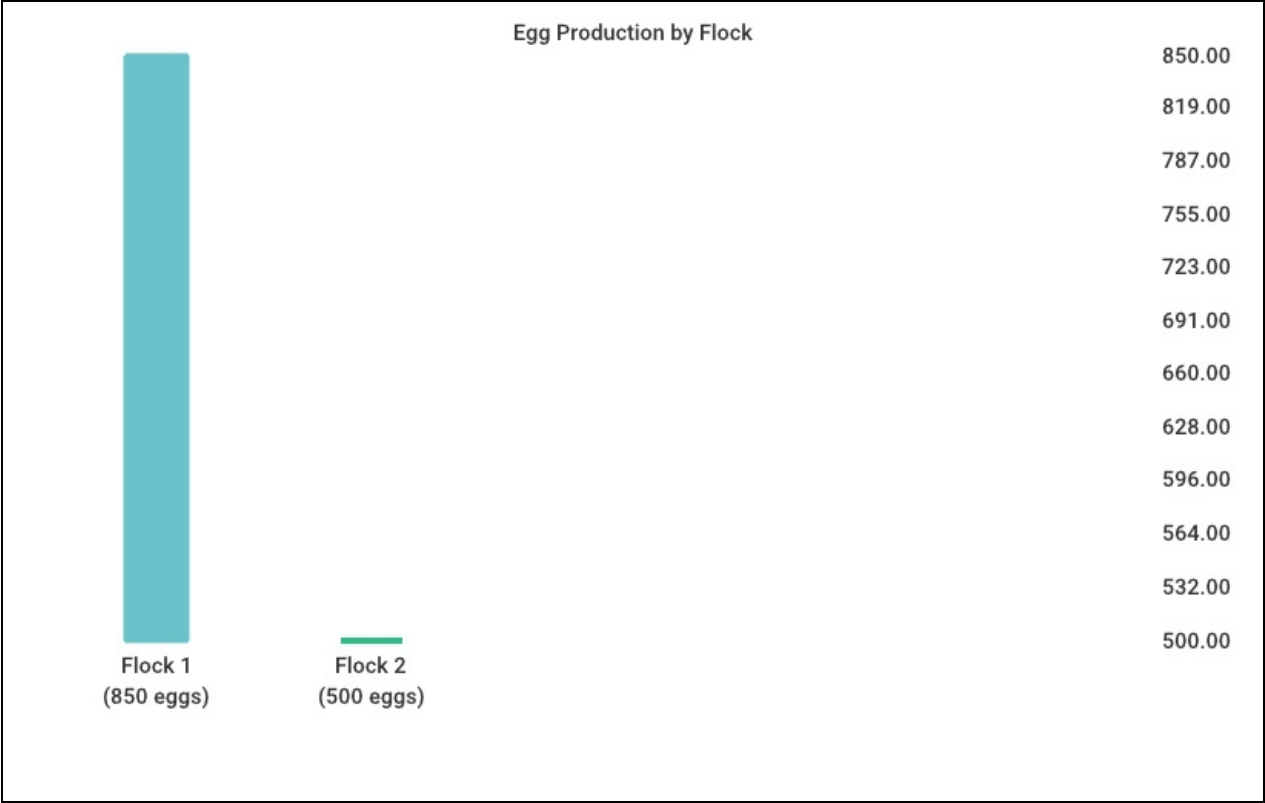 Egg Production by Flock
850.00
819.00
787.00
755.00
723.00
691.00
660.00
628.00
596.00
564.00
532.00
500.00
Flock 1
(850 eggs)
Flock 2
(500 eggs)